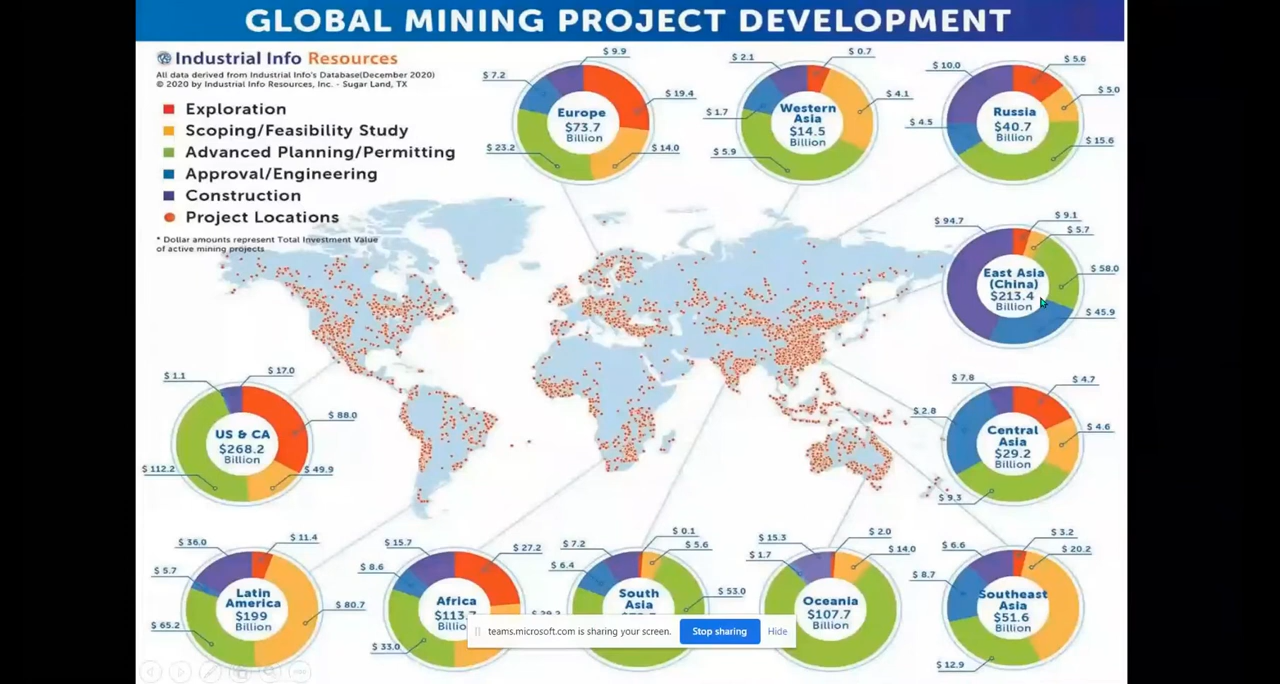 GLOBAL MINING PROJECT DEVELOPMENT
Industrial Info Resources
All data derived from Industrial Info's Database(December 2020)
© 2020 by Industrial Info Resources, Inc. - Sugar Land, TX
Exploration
Scoping/Feasibility Study
Advanced Planning/Permitting
Approval/Engineering
Construction
Project Locations
* Dollar amounts represent Total Investment Value
of active mining projects
$ 9.9
$ 7.2
$ 19.4
$ 23.2
$ 14.0
Europe
$73.7
Billion
$ 2.1
$ 0.7
$ 1.7
$ 4.1
$ 5.9
Western
Asia
$14.5
Billion
$ 10.0
$ 5.6
$ 4.5
$ 5.0
$ 15.6
Russia
$40.7
Billion
$ 94.7
$ 9.1
$ 5.7
$ 58.0
$ 45.9
East Asia
(China)
$213.4
Billion
$ 1.1
$ 17.0
$ 88.0
$ 112.2
$ 49.9
US & CA
$268.2
Billion
$ 7.8
$ 4.7
$ 2.8
$ 4.6
$ 9.3
Central
Asia
$29.2
Billion
$ 36.0
$ 11.4
$ 5.7
$ 80.7
$ 65.2
Latin
America
$199
Billion
$ 15.7
$ 27.2
$ 8.6
$ 33.0
Africa
Billion
$ 7.2
$ 0.1
$ 5.6
$ 6.4
$ 53.0
South
Asia
$ 15.3
$ 2.0
$ 1.7
$ 14.0
Oceania
$107.7
Billion
$ 6.6
$ 3.2
$ 8.7
$ 20.2
$ 12.9
Southeast
Asia
$51.6
Billion
teams.microsoft.com is sharing your screen.
Stop sharing
Hide